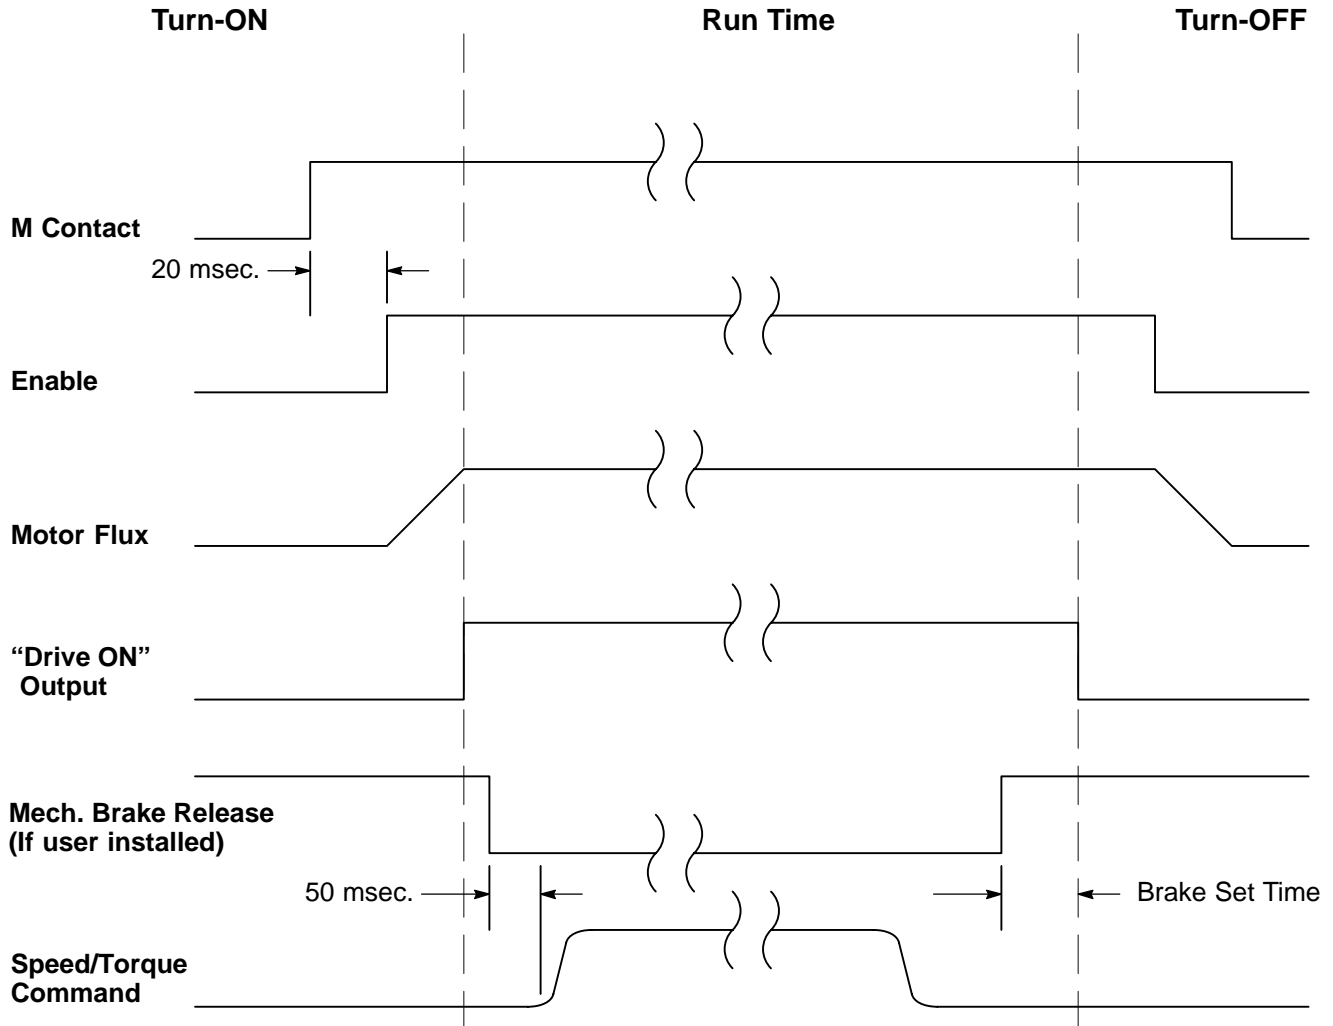 Turn-ON
Run Time
Turn-OFF
M Contact
20 msec.
Enable
Motor Flux
“Drive ON”
Output
Mech. Brake Release
(If user installed)
50 msec.
Brake Set Time
Speed/Torque
Command